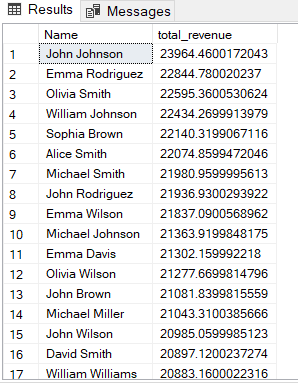 Results Messages
Name total_revenue
1 John Johnson 23964.4600172043
2 Emma Rodriguez 22844.780020237
3 Olivia Smith 22595.3600530624
4 William Johnson 22434.2699913979
5 Sophia Brown 22140.3199067116
6 Alice Smith 22074.8599472046
7 Michael Smith 21980.9599995613
8 John Rodriguez 21936.9300293922
9 Emma Wilson 21837.0900568962
10 Michael Johnson 21363.9199848175
11 Emma Davis 21302.159992218
12 Olivia Wilson 21277.6699814796
13 John Brown 21081.8399815559
14 Michael Miller 21043.3100385666
15 John Wilson 20985.0599985123
16 David Smith 20897.1200237274
17 William Williams 20883.1600022316